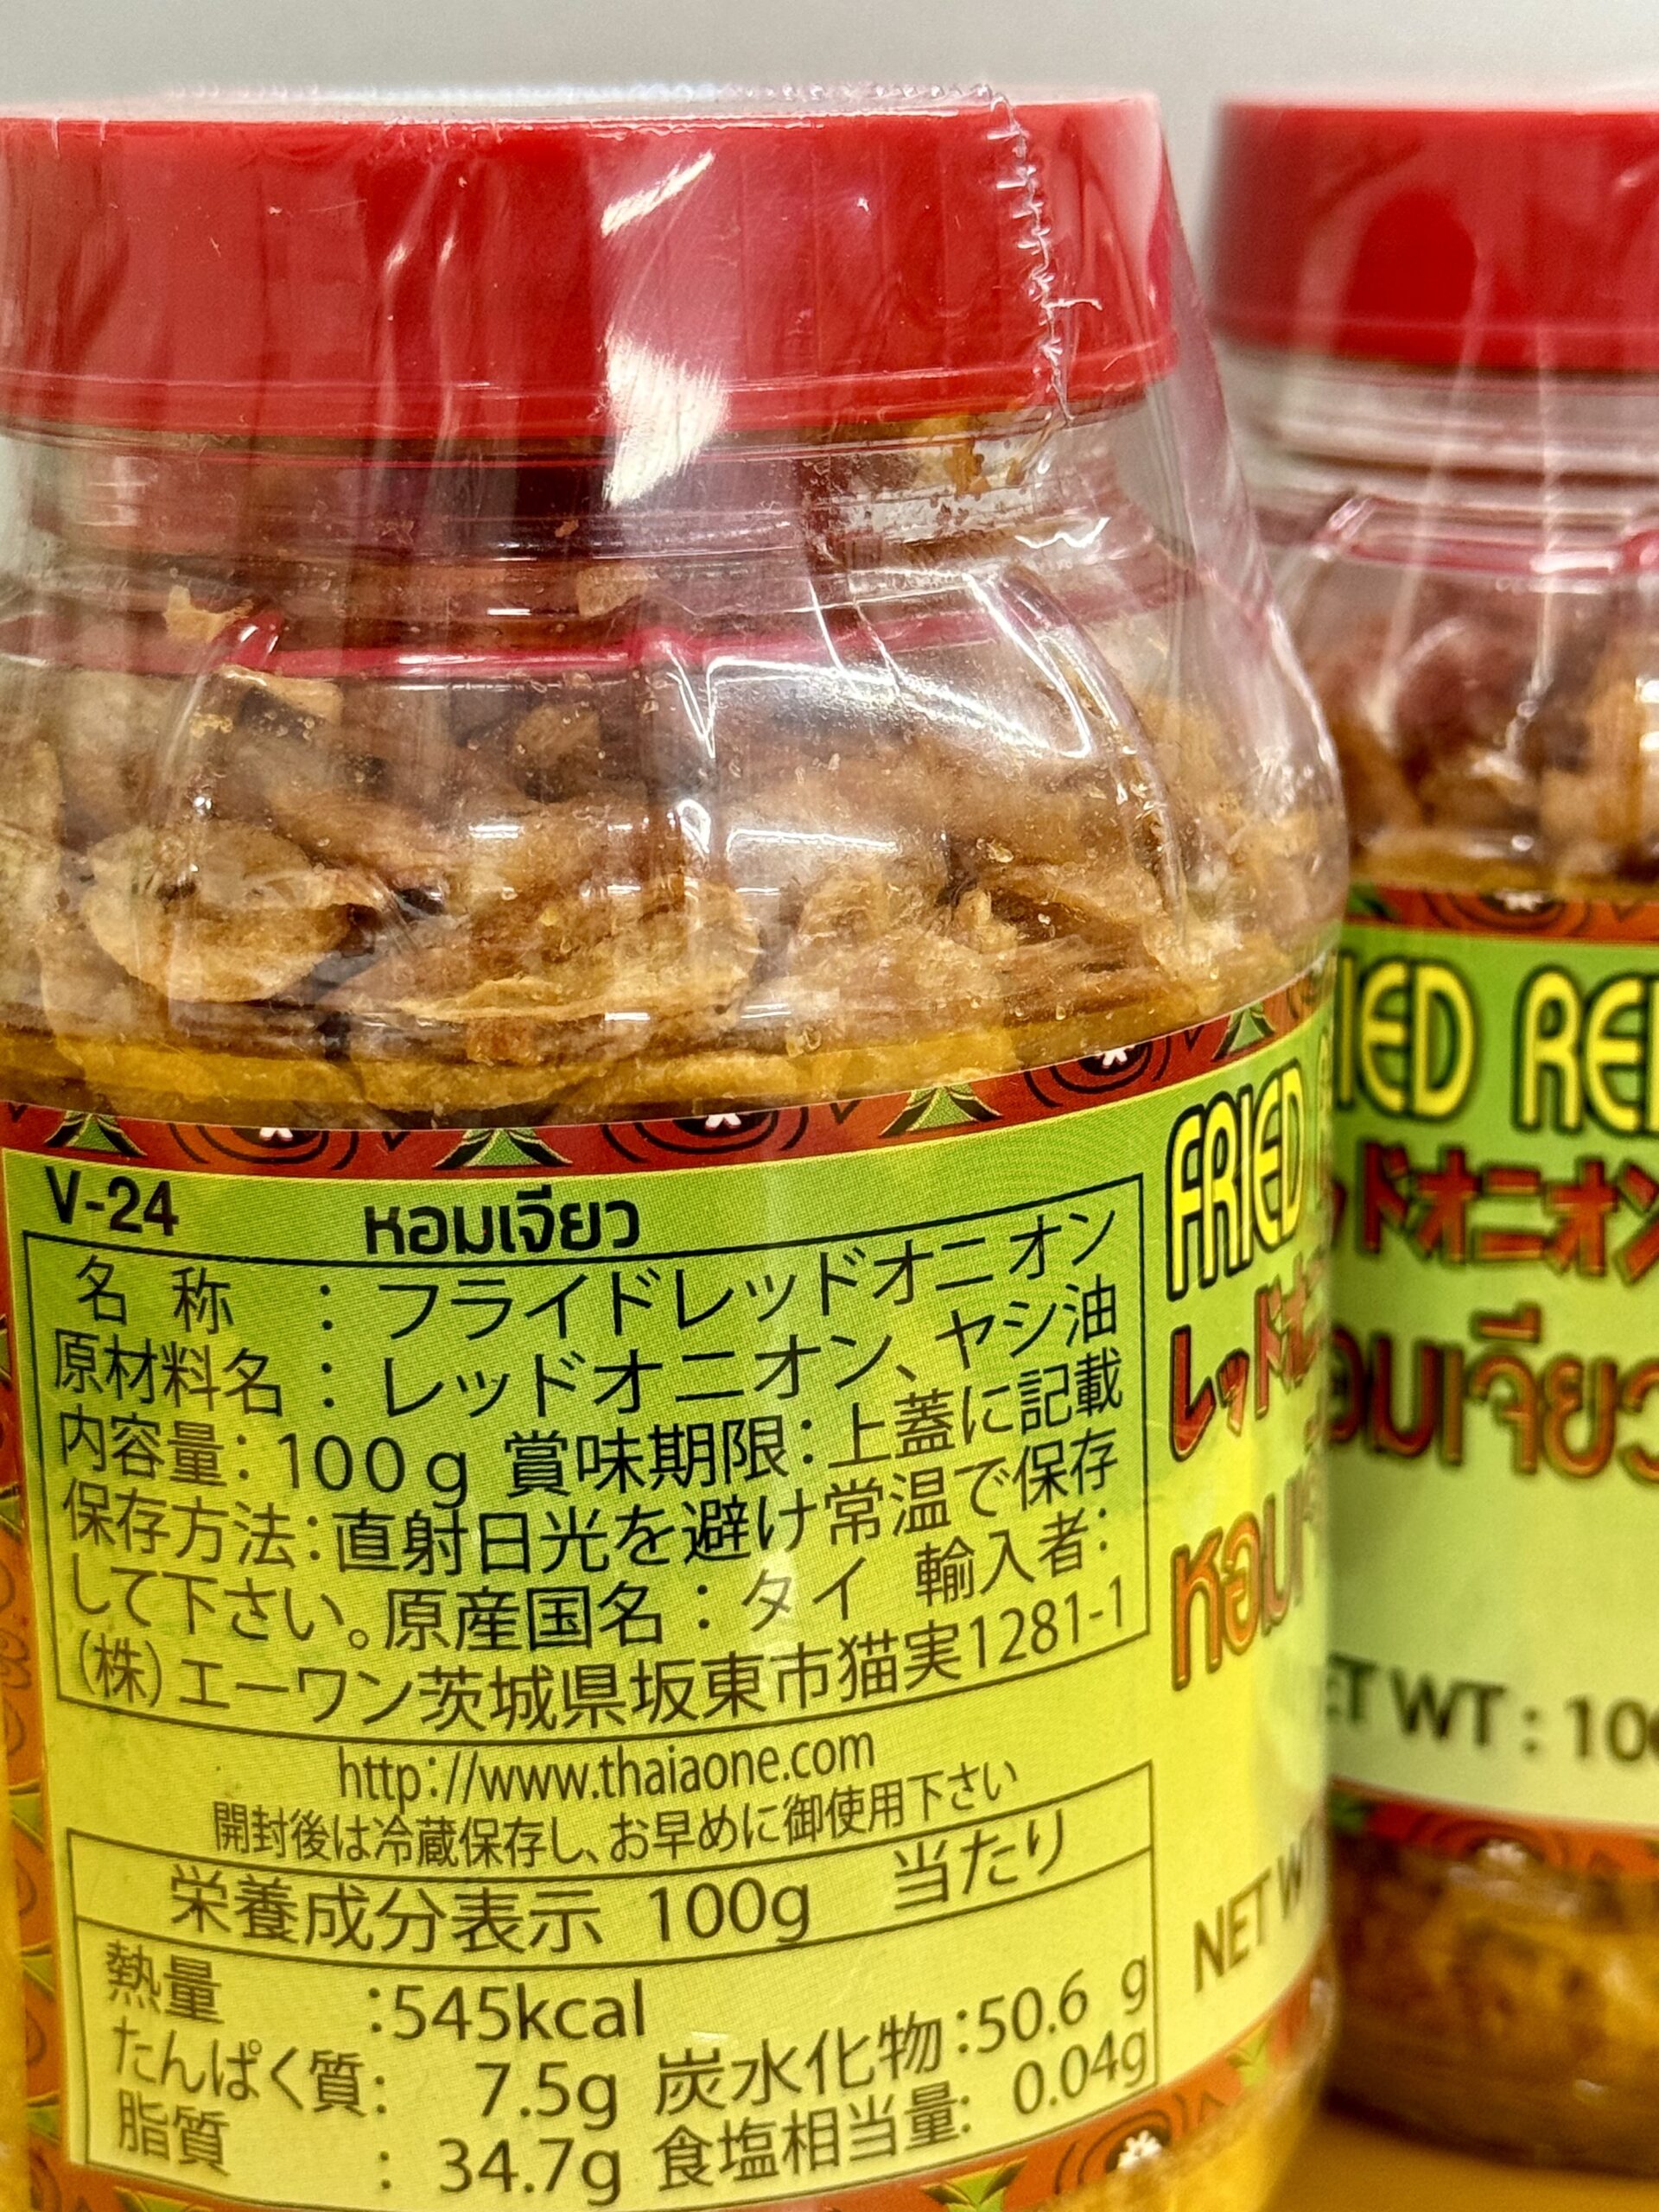 V-24 หอมเจียว
名 称 : フライドレッドオニオン
原材料名 : レッドオニオン、ヤシ油
内容量: 100g 賞味期限:上蓋に記載
保存方法:直射日光を避け常温で保存
して下さい。原産国名:タイ 輸入者:
(株)エーワン茨城県坂東市猫実1281-1
http://www.thaiaone.com
開封後は冷蔵保存し、お早めに御使用下さい
栄養成分表示 100g 当たり
熱量 :545kcal
たんぱく質: 7.5g 炭水化物:50.6 g
脂質 : 34.7g 食塩相当量: 0.04g
FRIED
レッドオ
หอม
NET W
IED RE
ッドオニオン
อมเจียว
ET WT : 10